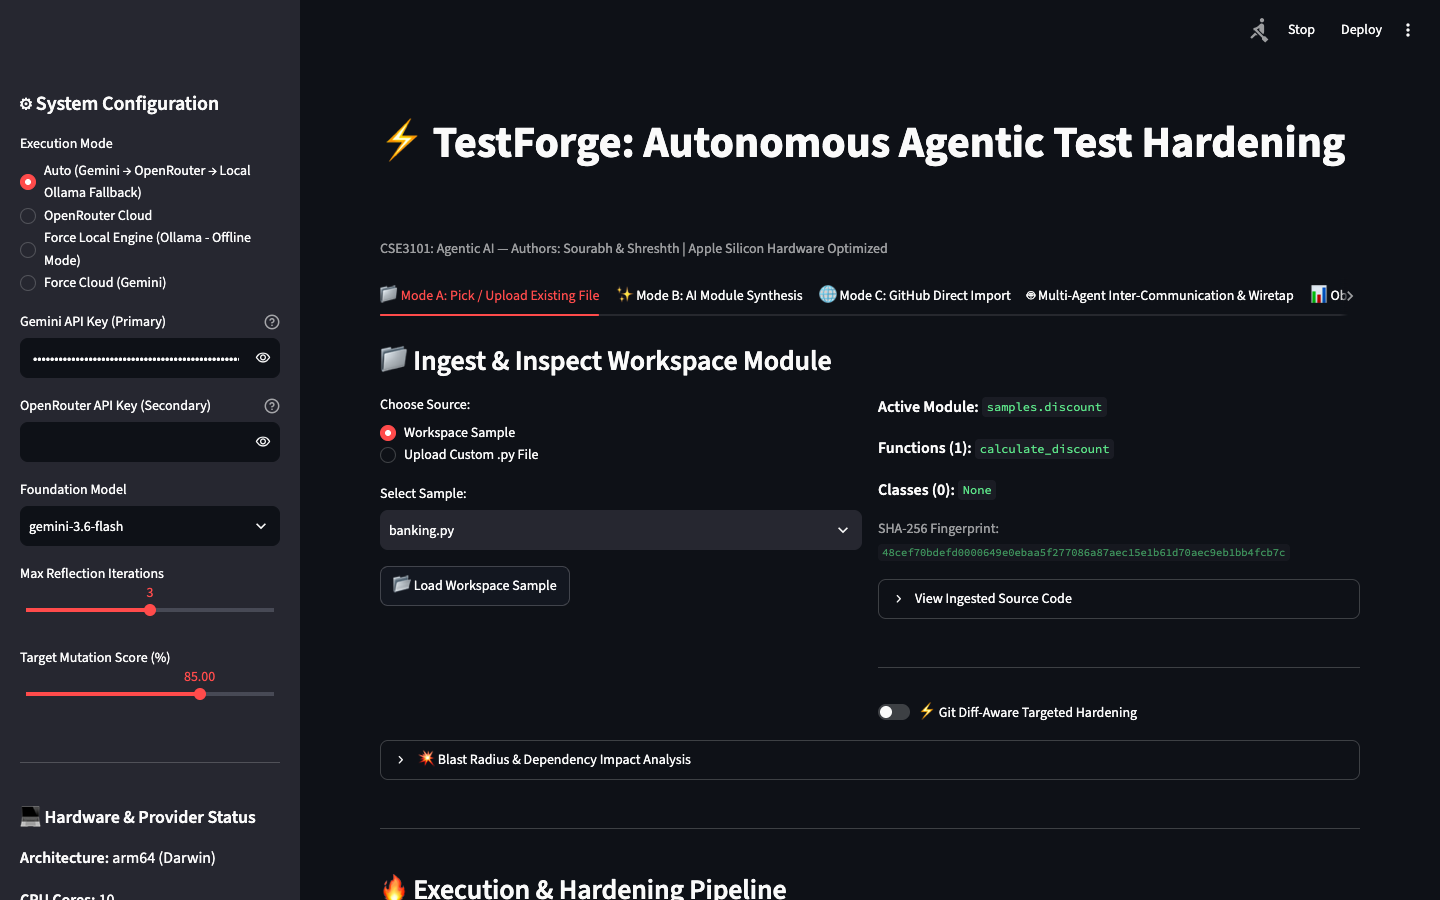 Stop
Deploy
⚙ System Configuration
Execution Mode
Auto (Gemini → OpenRouter → Local
Ollama Fallback)
OpenRouter Cloud
Force Local Engine (Ollama - Offline
Mode)
Force Cloud (Gemini)
Gemini API Key (Primary)
••••••••••••••••••••••••••••••••••••••••••••••••••
OpenRouter API Key (Secondary)
Foundation Model
gemini-3.6-flash
Max Reflection Iterations
3
Target Mutation Score (%)
85.00
💻 Hardware & Provider Status
Architecture: arm64 (Darwin)
CPU Cores: 10
⚡ TestForge: Autonomous Agentic Test Hardening
CSE3101: Agentic AI — Authors: Sourabh & Shreshth | Apple Silicon Hardware Optimized
📁 Mode A: Pick / Upload Existing File
✨ Mode B: AI Module Synthesis
🌐 Mode C: GitHub Direct Import
Multi-Agent Inter-Communication & Wiretap
📊 Ob
📁 Ingest & Inspect Workspace Module
Choose Source:
Workspace Sample
Upload Custom .py File
Select Sample:
banking.py
📁 Load Workspace Sample
Active Module: samples.discount
Functions (1): calculate_discount
Classes (0): None
SHA-256 Fingerprint:
48cef70bdefd0000649e0ebaa5f277086a87aec15e1b61d70aec9eb1bb4fcb7c
View Ingested Source Code
⚡ Git Diff-Aware Targeted Hardening
💥 Blast Radius & Dependency Impact Analysis
🔥 Execution & Hardening Pipeline